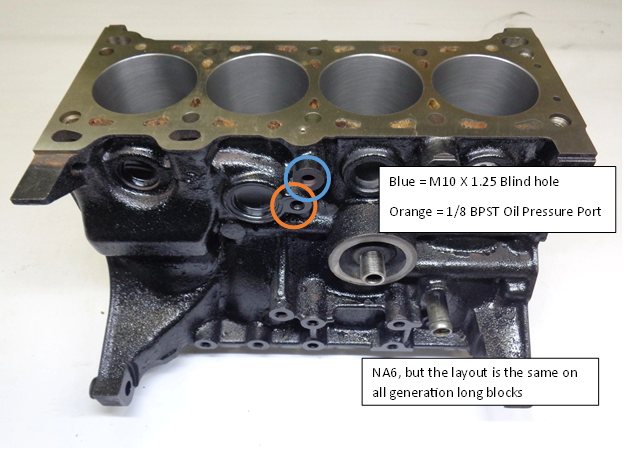 Blue = M10 X 1.25 Blind hole
Orange = 1/8 BPST Oil Pressure Port
NA6, but the layout is the same on
all generation long blocks